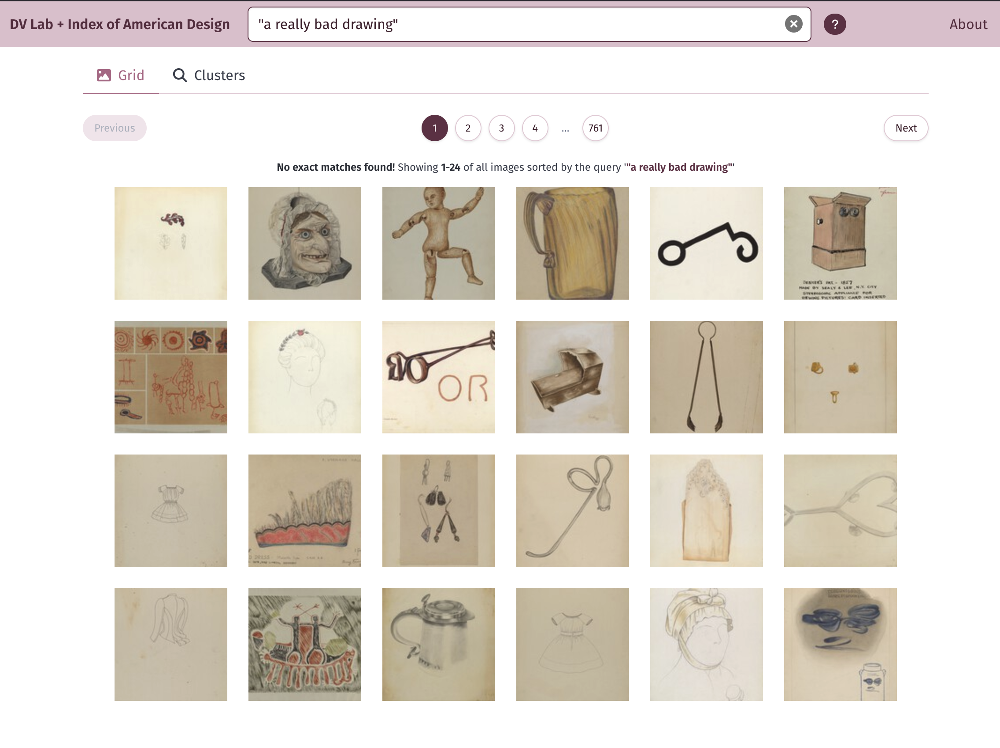 DV Lab + Index of American Design
"a really bad drawing"
?
About
Grid
Clusters
Previous
1
2
3
4
...
761
Next
No exact matches found! Showing 1-24 of all images sorted by the query '"a really bad drawing"'
DENVER'S PAT. - 1857
MADE BY SEALY & LEE, N.Y. CITY
STEREOSCOPIC APPLIANCE FOR
VIEWING PICTURES: CARD INSERTED
OR
D DRESS: